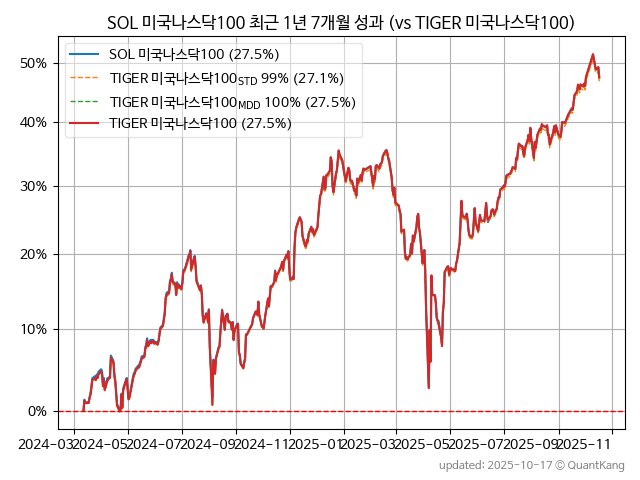 SOL 미국나스닥100 최근 1년 7개월 성과 (vs TIGER 미국나스닥100)
SOL 미국나스닥100 (27.5%)
TIGER 미국나스닥100STD 99% (27.1%)
TIGER 미국나스닥100MDD 100% (27.5%)
TIGER 미국나스닥100 (27.5%)
50%
40%
30%
20%
10%
0%
2024-03 2024-05 2024-07 2024-09 2024-11 2025-01 2025-03 2025-05 2025-07 2025-09 2025-11
updated: 2025-10-17 © QuantKang